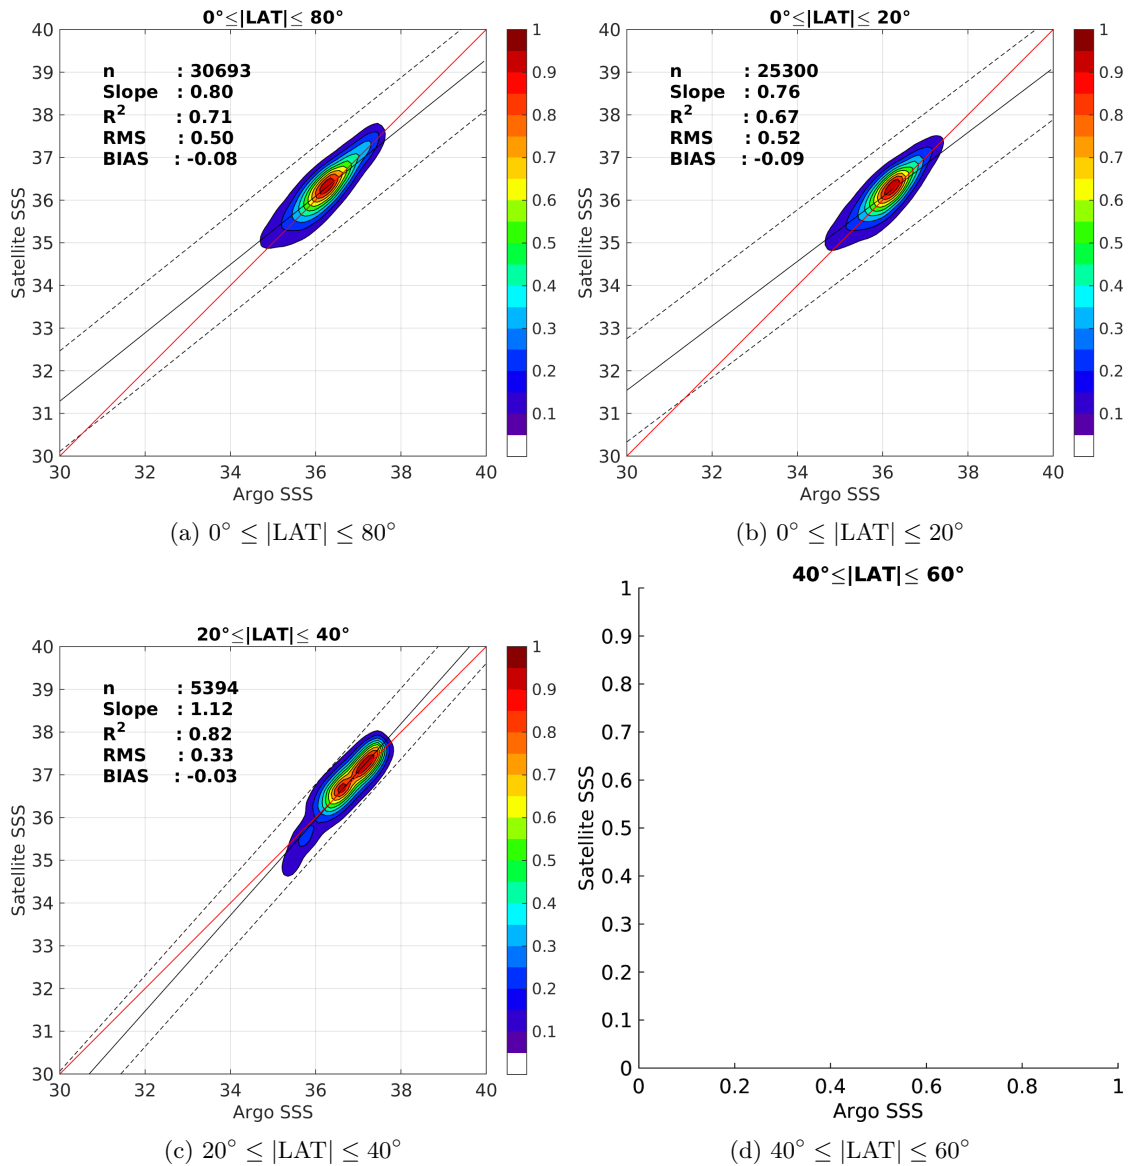 0°≤|LAT|≤ 80°
n : 30693
Slope : 0.80
R² : 0.71
RMS : 0.50
BIAS : -0.08
40
39
38
37
36
35
34
33
32
31
30
30 32 34 36 38 40
Satellite SSS
Argo SSS
1
0.9
0.8
0.7
0.6
0.5
0.4
0.3
0.2
0.1
(a) 0° ≤ |LAT| ≤ 80°
0°≤|LAT|≤ 20°
n : 25300
Slope : 0.76
R² : 0.67
RMS : 0.52
BIAS : -0.09
40
39
38
37
36
35
34
33
32
31
30
30 32 34 36 38 40
Satellite SSS
Argo SSS
1
0.9
0.8
0.7
0.6
0.5
0.4
0.3
0.2
0.1
(b) 0° ≤ |LAT| ≤ 20°
20°≤|LAT|≤ 40°
n : 5394
Slope : 1.12
R² : 0.82
RMS : 0.33
BIAS : -0.03
40
39
38
37
36
35
34
33
32
31
30
30 32 34 36 38 40
Satellite SSS
Argo SSS
1
0.9
0.8
0.7
0.6
0.5
0.4
0.3
0.2
0.1
(c) 20° ≤ |LAT| ≤ 40°
40°≤|LAT|≤ 60°
1
0.9
0.8
0.7
0.6
0.5
0.4
0.3
0.2
0.1
0
0 0.2 0.4 0.6 0.8 1
Satellite SSS
Argo SSS
(d) 40° ≤ |LAT| ≤ 60°